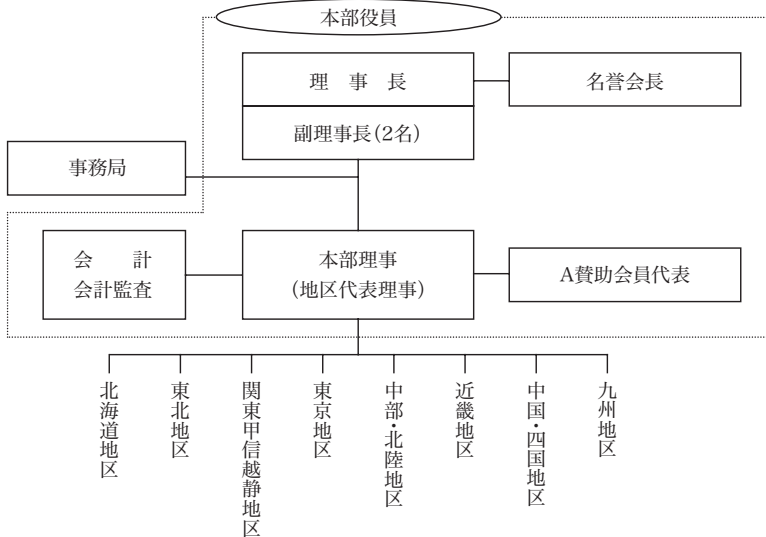 本部役員
理 事 長
名誉会長
副理事長(2名)
事務局
会 計
会計監査
本部理事
(地区代表理事)
A賛助会員代表
北海道地区
東北地区
関東甲信越静地区
東京地区
中部・北陸地区
近畿地区
中国・四国地区
九州地区